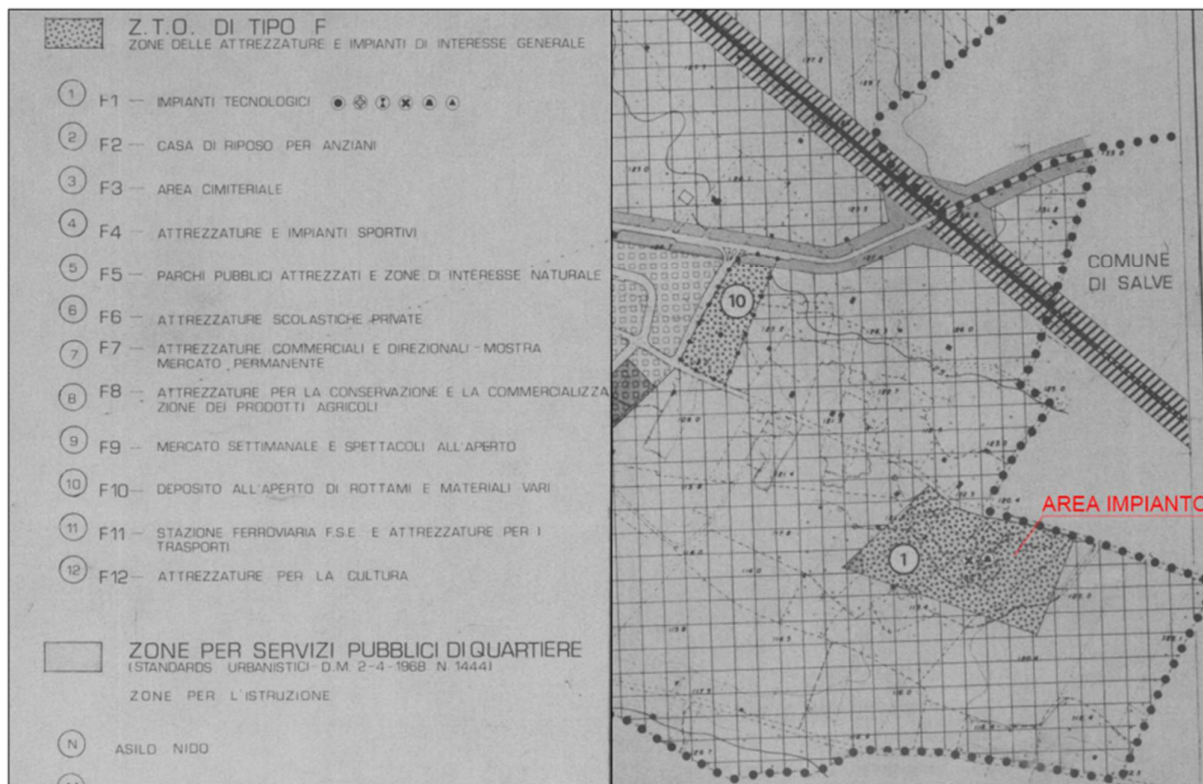 Z.T.O. DI TIPO F
ZONE DELLE ATTREZZATURE E IMPIANTI DI INTERESSE GENERALE
1 F1 — IMPIANTI TECNOLOGICI
2 F2 — CASA DI RIPOSO PER ANZIANI
3 F3 — AREA CIMITERIALE
4 F4 — ATTREZZATURE E IMPIANTI SPORTIVI
5 F5 — PARCHI PUBBLICI ATTREZZATI E ZONE DI INTERESSE NATURALE
6 F6 — ATTREZZATURE SCOLASTICHE PRIVATE
7 F7 — ATTREZZATURE COMMERCIALI E DIREZIONALI - MOSTRA
MERCATO PERMANENTE
8 F8 — ATTREZZATURE PER LA CONSERVAZIONE E LA COMMERCIALIZZA
ZIONE DEI PRODOTTI AGRICOLI
9 F9 — MERCATO SETTIMANALE E SPETTACOLI ALL'APERTO
10 F10 — DEPOSITO ALL'APERTO DI ROTTAMI E MATERIALI VARI
11 F11 — STAZIONE FERROVIARIA F.S.E. E ATTREZZATURE PER I
TRASPORTI
12 F12 — ATTREZZATURE PER LA CULTURA
ZONE PER SERVIZI PUBBLICI DI QUARTIERE
(STANDARDS URBANISTICI - D.M. 2-4-1968 N. 1444)
ZONE PER L'ISTRUZIONE
N ASILO NIDO
COMUNE
DI SALVE
10
AREA IMPIANTO
1